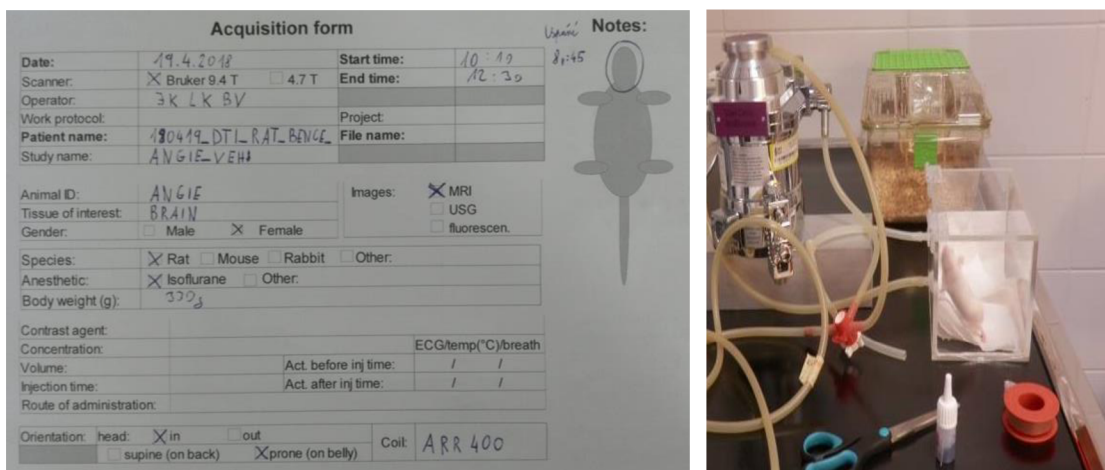 Acquisition form
Notes:
Uspání
8:45
Date: 19.4.2018 Start time: 10:10
Scanner: Bruker 9.4 T 4.7 T End time: 12:30
Operator: JK LK BV
Work protocol: Project:
Patient name: 180419_DTI_RAT_BENCE_ File name:
Study name: ANGIE_VEH1
Animal ID: ANGIE Images: MRI
Tissue of interest: BRAIN USG
Gender: Male Female fluorescen.
Species: Rat Mouse Rabbit Other:
Anesthetic: Isoflurane Other:
Body weight (g): 330g
Contrast agent:
Concentration: ECG/temp(°C)/breath
Volume: Act. before inj time: / /
Injection time: Act. after inj time: / /
Route of administration:
Orientation: head: in out Coil: ARR 400
supine (on back) prone (on belly)